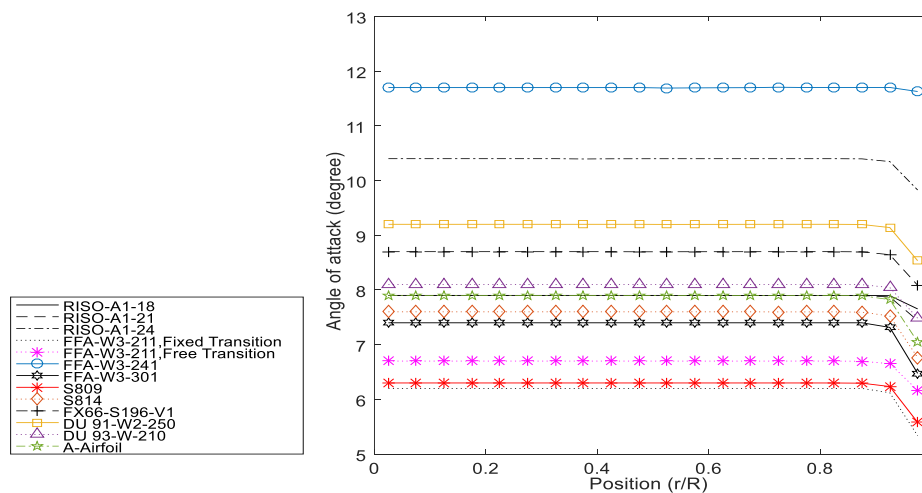 13
12
11
10
9
8
7
6
5
Angle of attack (degree)
0
0.2
0.4
0.6
0.8
Position (r/R)
RISO-A1-18
RISO-A1-21
RISO-A1-24
FFA-W3-211,Fixed Transition
FFA-W3-211,Free Transition
FFA-W3-241
FFA-W3-301
S809
S814
FX66-S196-V1
DU 91-W2-250
DU 93-W-210
A-Airfoil